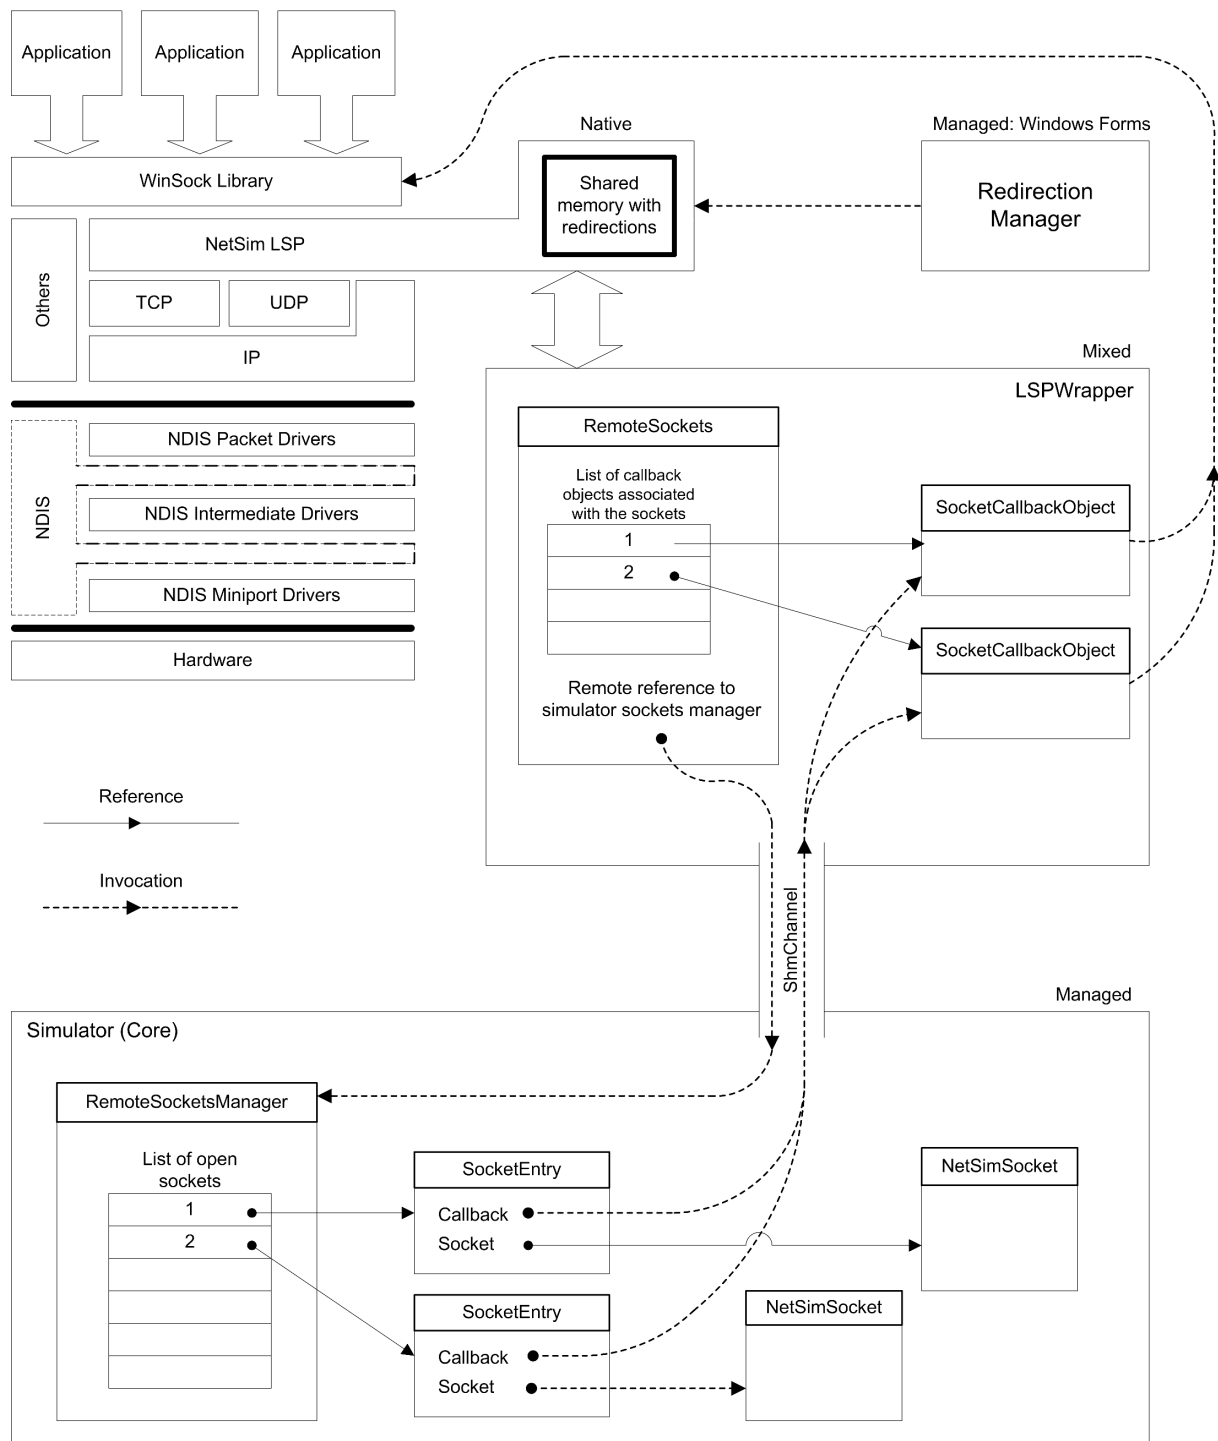 Application
Application
Application
WinSock Library
Native
Shared
memory with
redirections
Managed: Windows Forms
Redirection
Manager
NetSim LSP
Others
TCP
UDP
IP
NDIS
NDIS Packet Drivers
NDIS Intermediate Drivers
NDIS Miniport Drivers
Hardware
Mixed
LSPWrapper
RemoteSockets
List of callback
objects associated
with the sockets
1
2
SocketCallbackObject
SocketCallbackObject
Remote reference to
simulator sockets manager
Reference
Invocation
ShmChannel
Managed
Simulator (Core)
RemoteSocketsManager
List of open
sockets
1
2
SocketEntry
Callback
Socket
SocketEntry
Callback
Socket
NetSimSocket
NetSimSocket